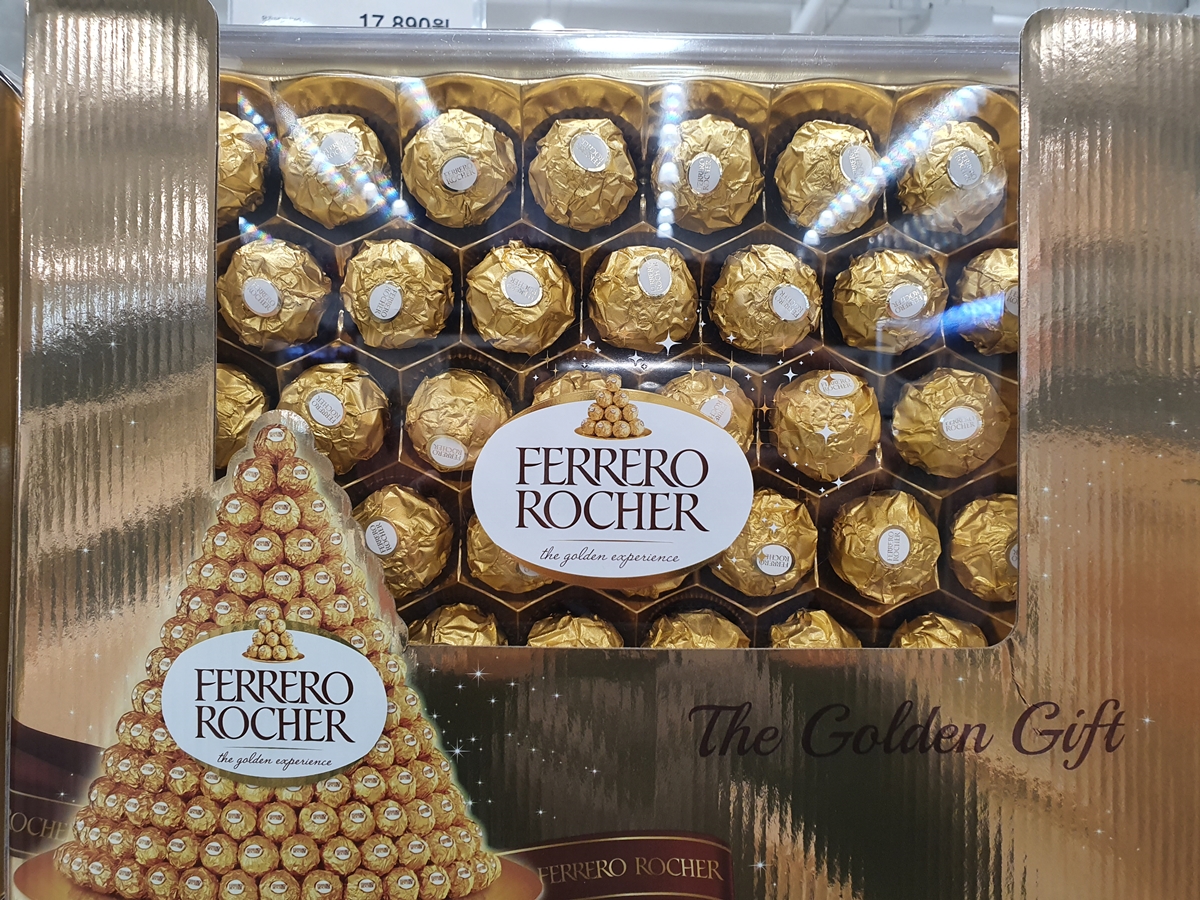 17,890원
FERRERO
ROCHER
the golden experience
FERRERO
ROCHER
the golden experience
The Golden Gift
OCHER
FERRERO ROCHER